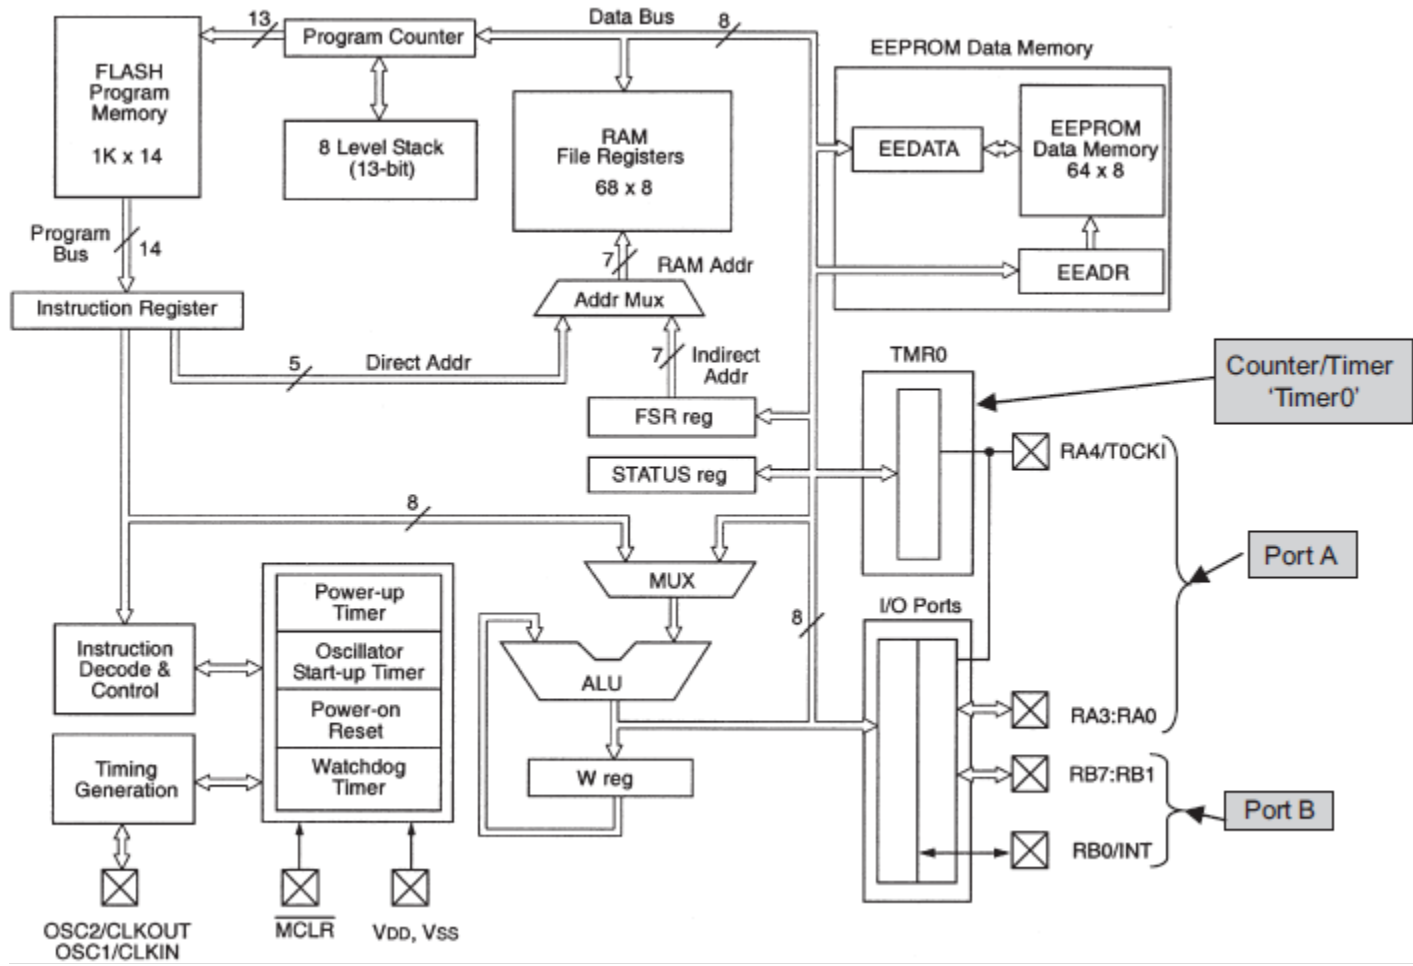 13
Program Counter
Data Bus
8
EEPROM Data Memory
FLASH
Program
Memory
1K x 14
8 Level Stack
(13-bit)
RAM
File Registers
68 x 8
EEDATA
EEPROM
Data Memory
64 x 8
EEADR
Program
Bus
14
7
RAM Addr
Addr Mux
Instruction Register
5
Direct Addr
7
Indirect
Addr
FSR reg
STATUS reg
TMR0
Counter/Timer
‘Timer0’
RA4/T0CKI
Port A
8
MUX
8
I/O Ports
Power-up
Timer
Oscillator
Start-up Timer
Power-on
Reset
Watchdog
Timer
Instruction
Decode &
Control
Timing
Generation
ALU
W reg
RA3:RA0
RB7:RB1
Port B
RB0/INT
OSC2/CLKOUT
OSC1/CLKIN
MCLR
VDD, VSS